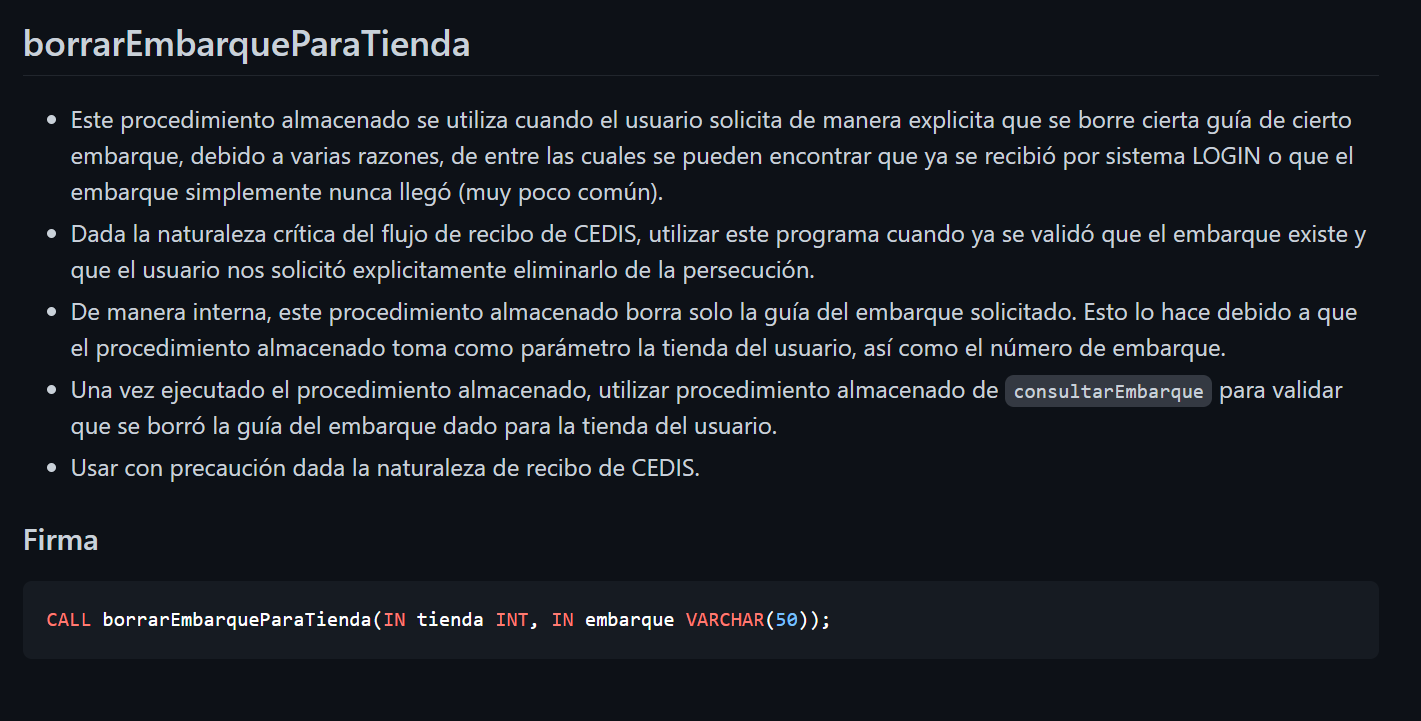 borrarEmbarqueParaTienda
Este procedimiento almacenado se utiliza cuando el usuario solicita de manera explicita que se borre cierta guía de cierto
embarque, debido a varias razones, de entre las cuales se pueden encontrar que ya se recibió por sistema LOGIN o que el
embarque simplemente nunca llegó (muy poco común).
Dada la naturaleza crítica del flujo de recibo de CEDIS, utilizar este programa cuando ya se validó que el embarque existe y
que el usuario nos solicitó explicitamente eliminarlo de la persecución.
De manera interna, este procedimiento almacenado borra solo la guía del embarque solicitado. Esto lo hace debido a que
el procedimiento almacenado toma como parámetro la tienda del usuario, así como el número de embarque.
Una vez ejecutado el procedimiento almacenado, utilizar procedimiento almacenado de consultarEmbarque para validar
que se borró la guía del embarque dado para la tienda del usuario.
Usar con precaución dada la naturaleza de recibo de CEDIS.
Firma
CALL borrarEmbarqueParaTienda(IN tienda INT, IN embarque VARCHAR(50));